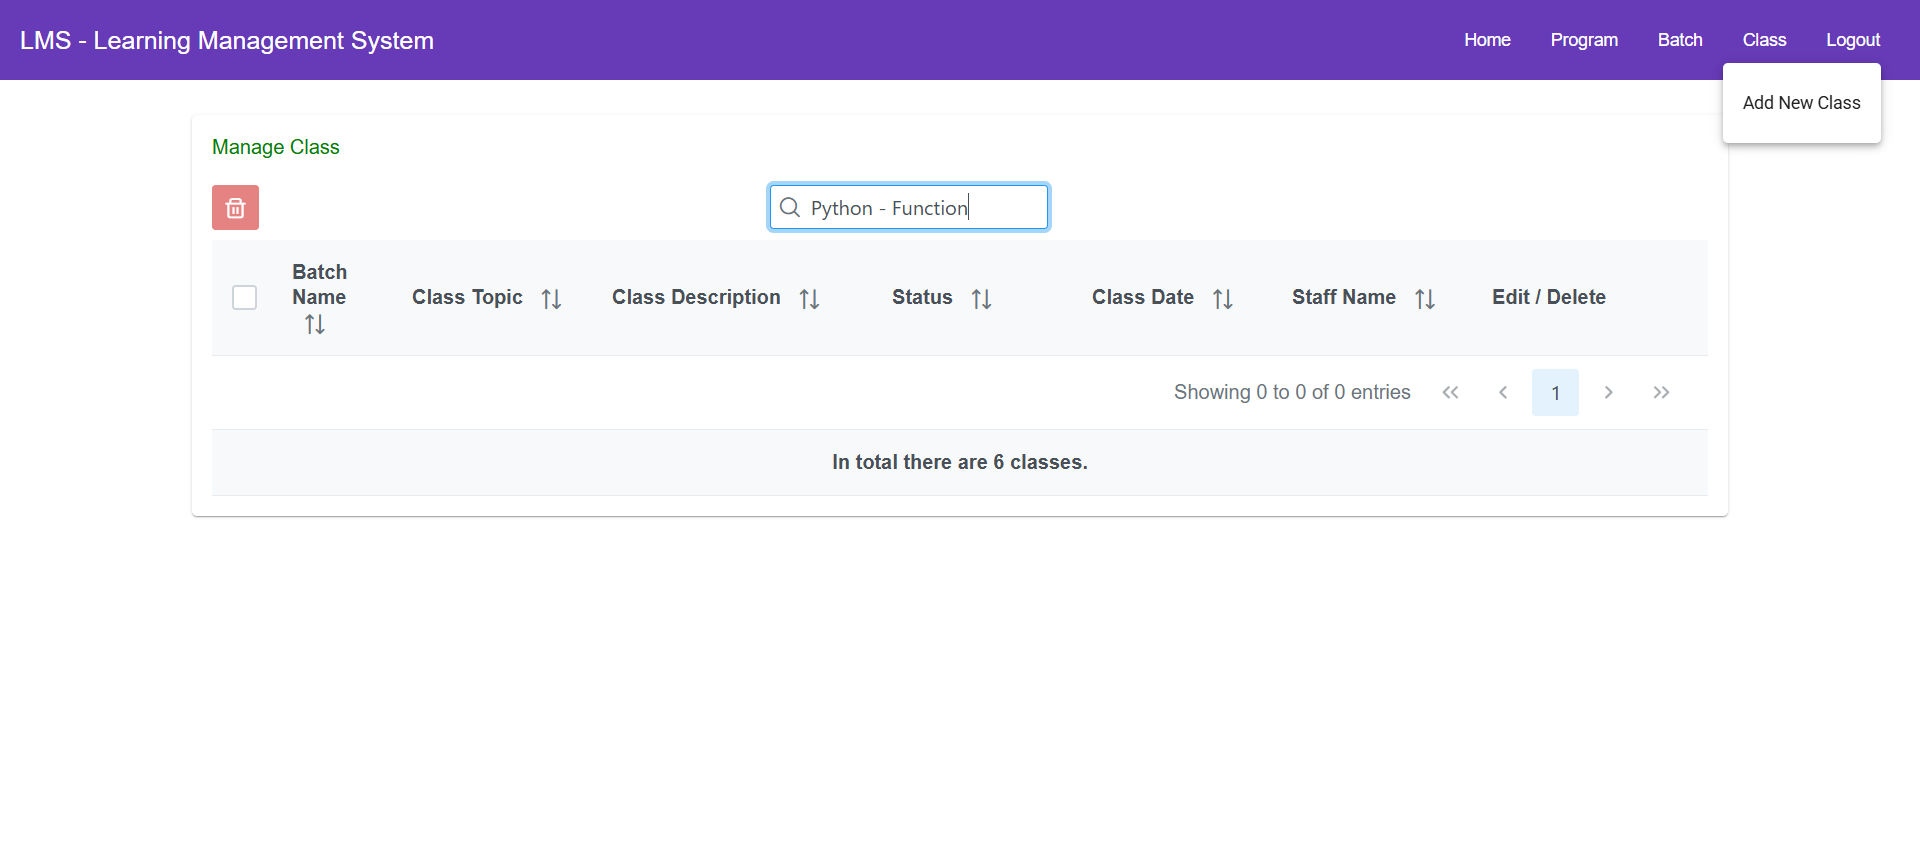 LMS - Learning Management System
Home Program Batch Class Logout
Add New Class
Manage Class
Python - Function
Batch
Name
Class Topic Class Description Status Class Date Staff Name Edit / Delete
Showing 0 to 0 of 0 entries << < 1 > >>
In total there are 6 classes.